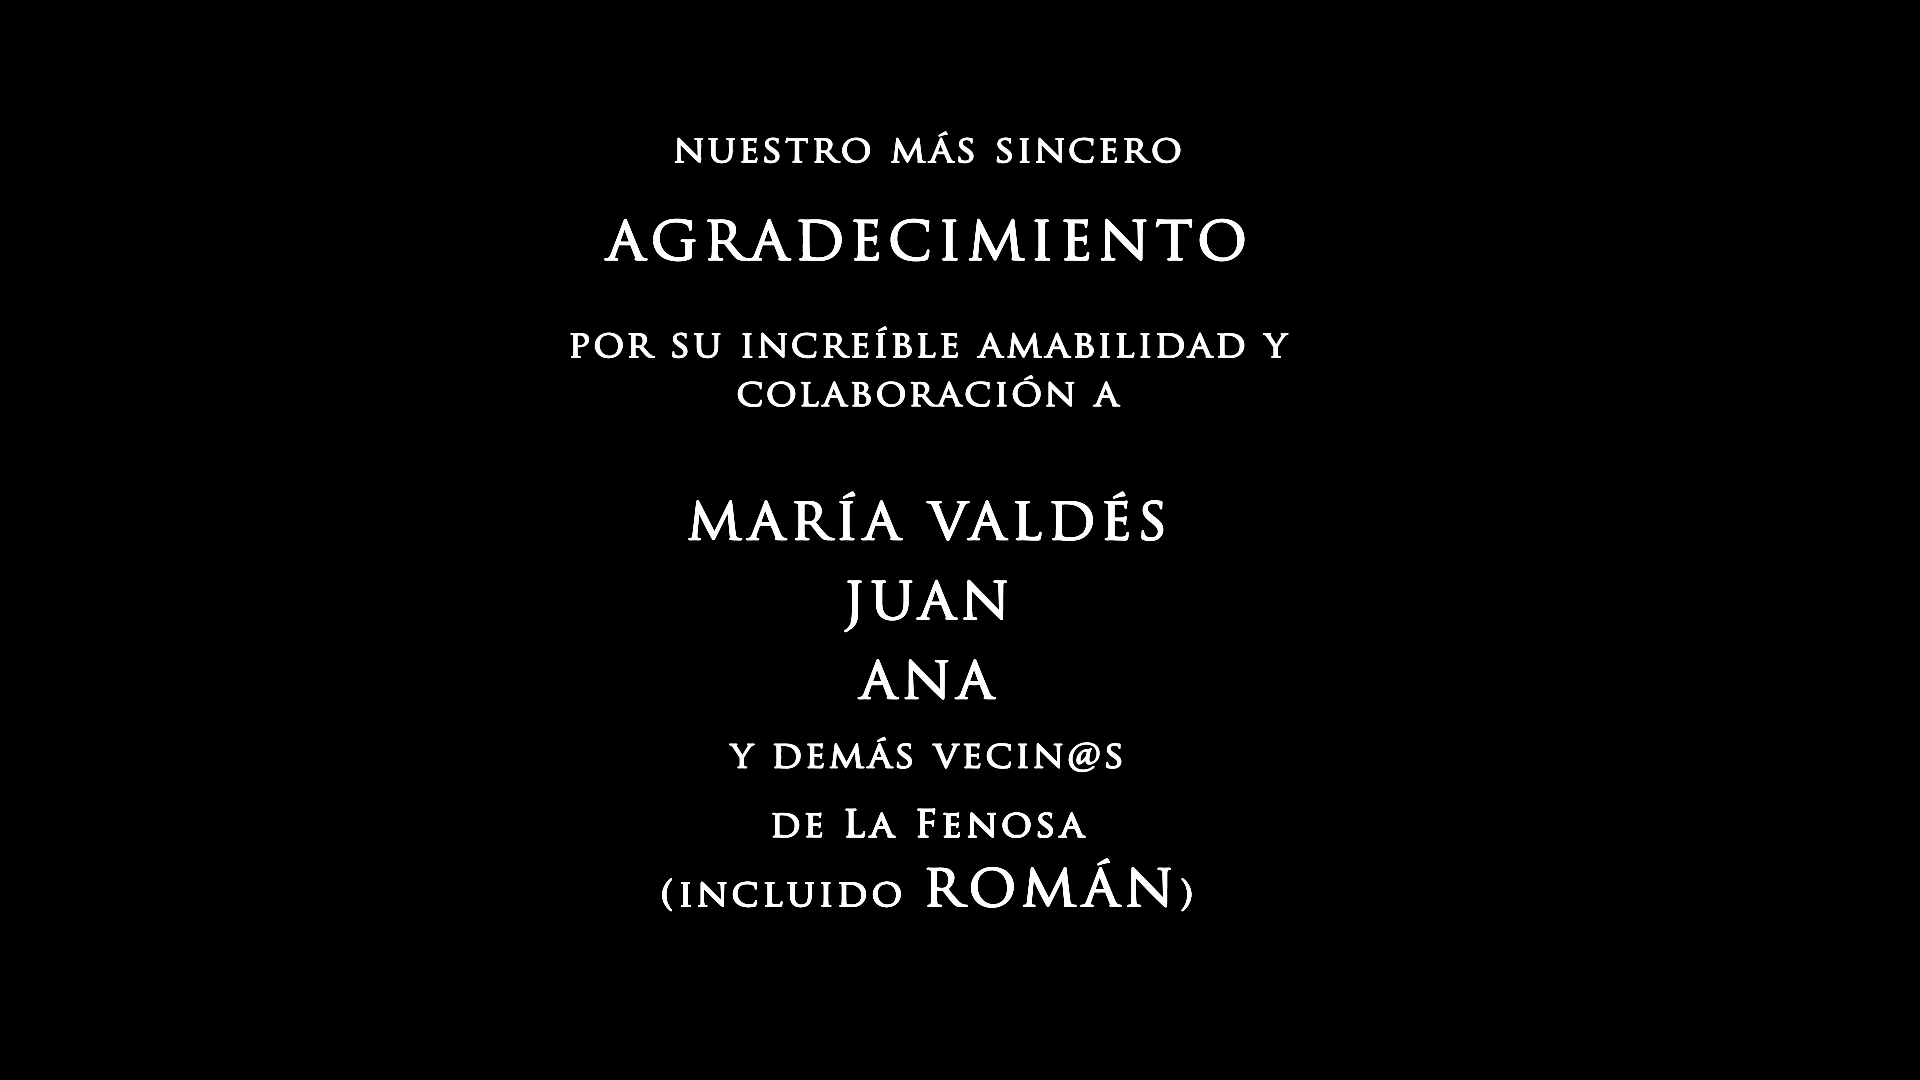 NUESTRO MÁS SINCERO
AGRADECIMIENTO
POR SU INCREÍBLE AMABILIDAD Y
COLABORACIÓN A
MARÍA VALDÉS
JUAN
ANA
Y DEMÁS VECIN@S
DE LA FENOSA
(INCLUIDO ROMÁN)